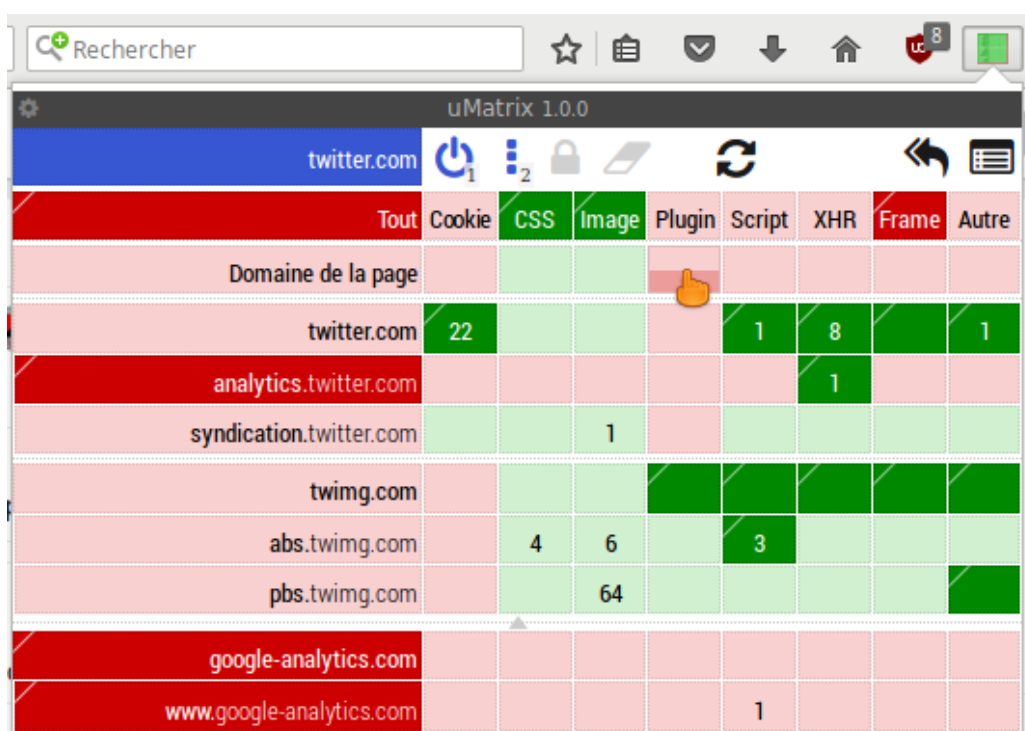 Rechercher
8
uMatrix 1.0.0
twitter.com 1 2
Tout Cookie CSS Image Plugin Script XHR Frame Autre
Domaine de la page
twitter.com 22 1 8 1
analytics.twitter.com 1
syndication.twitter.com 1
twimg.com
abs.twimg.com 4 6 3
pbs.twimg.com 64
google-analytics.com
www.google-analytics.com 1